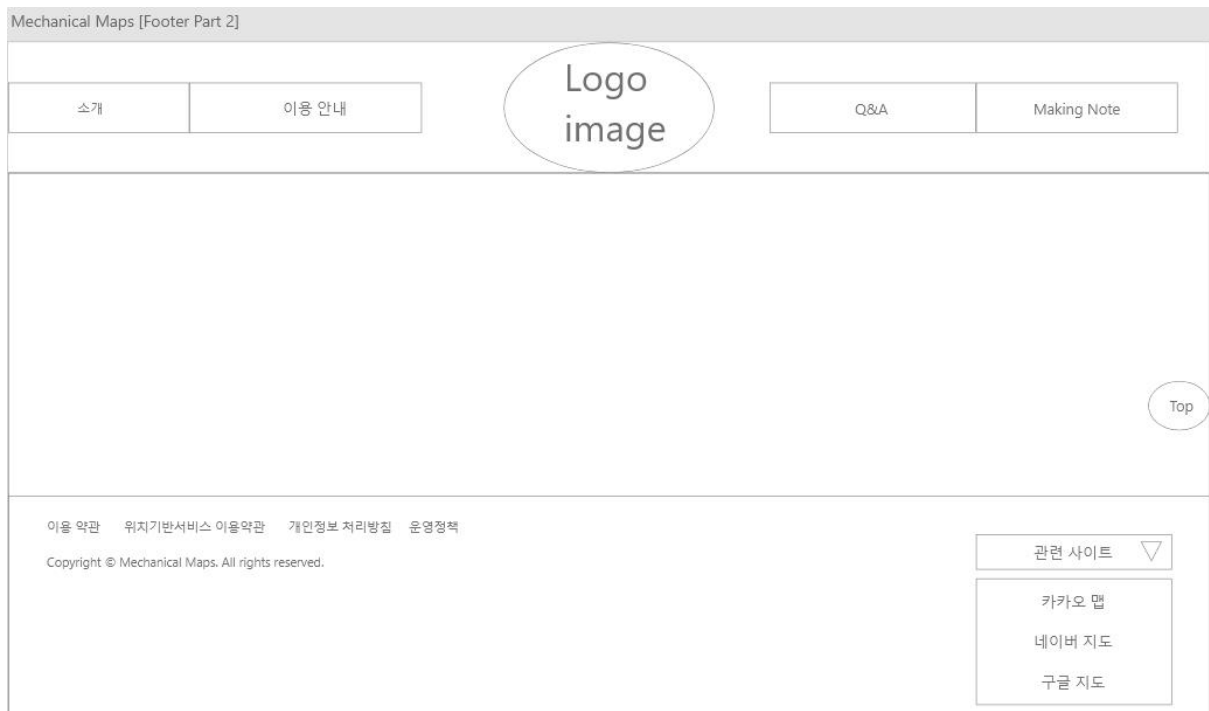 Mechanical Maps [Footer Part 2]
소개 이용 안내 Logo image Q&A Making Note
Top
이용 약관 위치기반서비스 이용약관 개인정보 처리방침 운영정책
Copyright © Mechanical Maps. All rights reserved.
관련 사이트
카카오 맵
네이버 지도
구글 지도